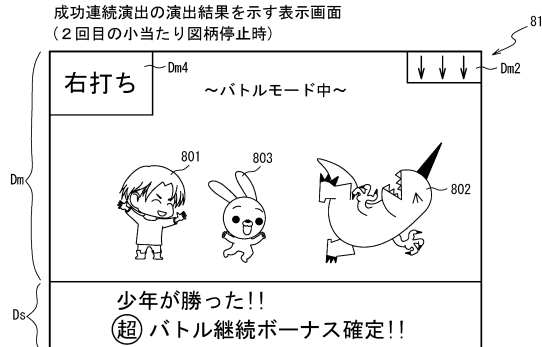 成功連続演出の演出結果を示す表示画面
(2回目の小当たり図柄停止時)
81
右打ち
Dm4
~バトルモード中~
↓ ↓ ↓
Dm2
Dm
801
803
802
Ds
少年が勝った!!
超 バトル継続ボーナス確定!!